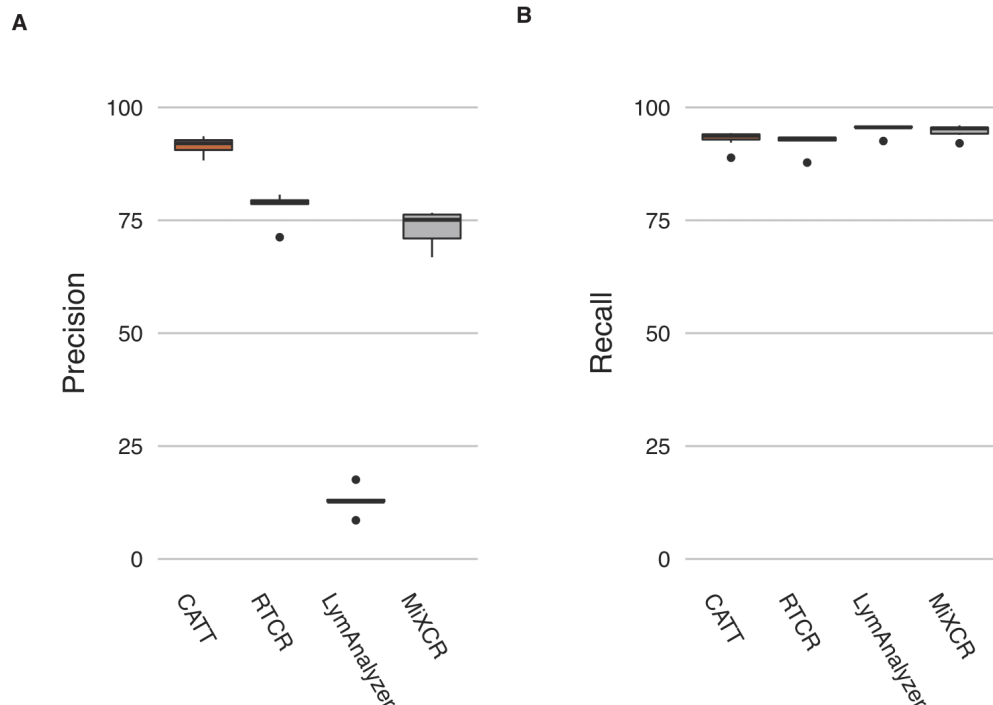 A
Precision
100
75
50
25
0
CATT
RTCR
LymAnalyzer
MiXCR
B
Recall
100
75
50
25
0
CATT
RTCR
LymAnalyzer
MiXCR